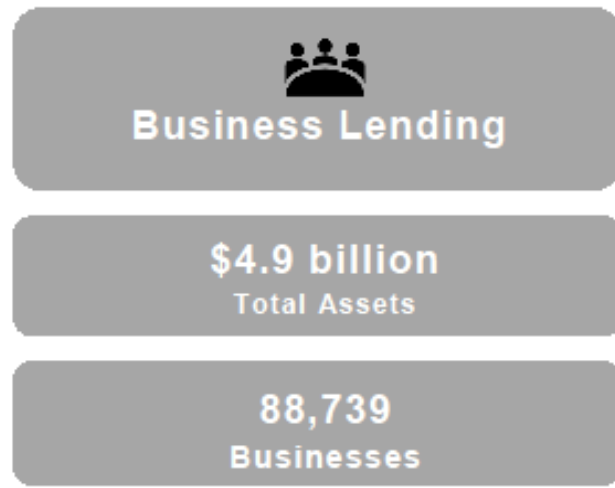 Business Lending
$4.9 billion
Total Assets
88,739
Businesses